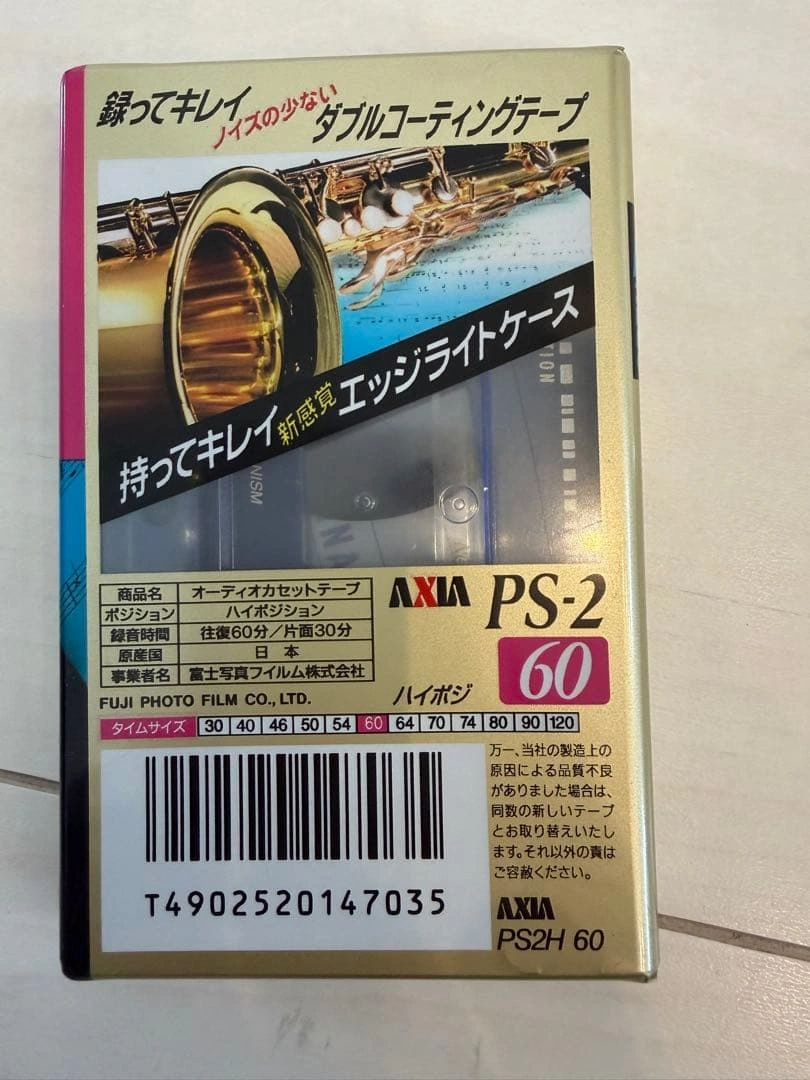 録ってキレイ ノイズの少ない ダブルコーティングテープ
持ってキレイ 新感覚 エッジライトケース
商品名 オーディオカセットテープ
ポジション ハイポジション
録音時間 往復60分／片面30分
原産国 日本
事業者名 富士写真フイルム株式会社
FUJI PHOTO FILM CO., LTD.
AXIA PS-2
ハイポジ 60
タイムサイズ 30 40 46 50 54 60 64 70 74 80 90 120
万一、当社の製造上の
原因による品質不良
がありました場合は、
同数の新しいテープ
とお取り替えいたし
ます。それ以外の責は
ご容赦ください。
T4902520147035
AXIA
PS2H 60